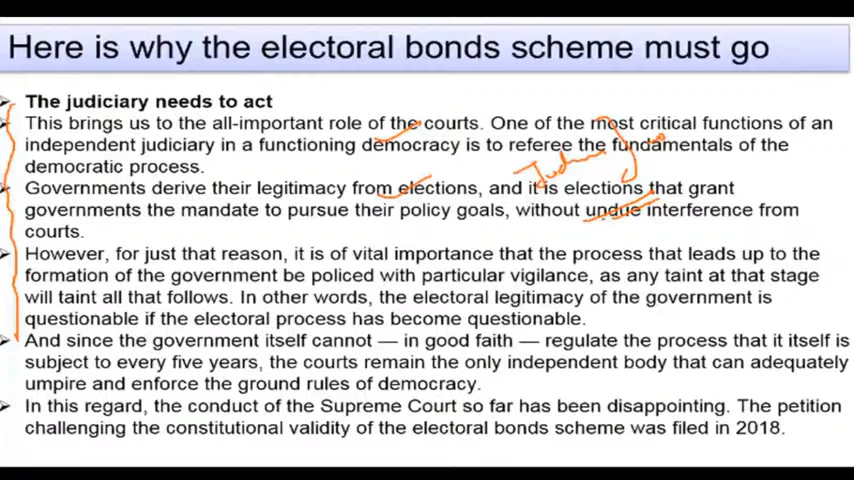 Here is why the electoral bonds scheme must go
The judiciary needs to act
This brings us to the all-important role of the courts. One of the most critical functions of an
independent judiciary in a functioning democracy is to referee the fundamentals of the
democratic process.
Governments derive their legitimacy from elections, and it is elections that grant
governments the mandate to pursue their policy goals, without undue interference from
courts.
However, for just that reason, it is of vital importance that the process that leads up to the
formation of the government be policed with particular vigilance, as any taint at that stage
will taint all that follows. In other words, the electoral legitimacy of the government is
questionable if the electoral process has become questionable.
And since the government itself cannot — in good faith — regulate the process that it itself is
subject to every five years, the courts remain the only independent body that can adequately
umpire and enforce the ground rules of democracy.
In this regard, the conduct of the Supreme Court so far has been disappointing. The petition
challenging the constitutional validity of the electoral bonds scheme was filed in 2018.